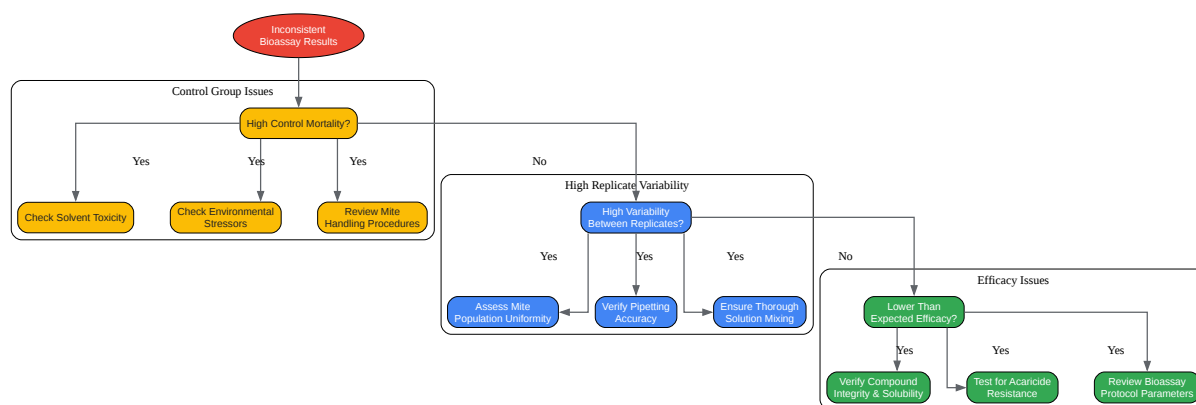 Inconsistent
Bioassay Results
Control Group Issues
High Control Mortality?
Yes
Yes
Yes
No
Check Solvent Toxicity
Check Environmental
Stressors
Review Mite
Handling Procedures
High Replicate Variability
High Variability
Between Replicates?
Yes
Yes
Yes
No
Assess Mite
Population Uniformity
Verify Pipetting
Accuracy
Ensure Thorough
Solution Mixing
Efficacy Issues
Lower Than
Expected Efficacy?
Yes
Yes
Yes
Verify Compound
Integrity & Solubility
Test for Acaricide
Resistance
Review Bioassay
Protocol Parameters